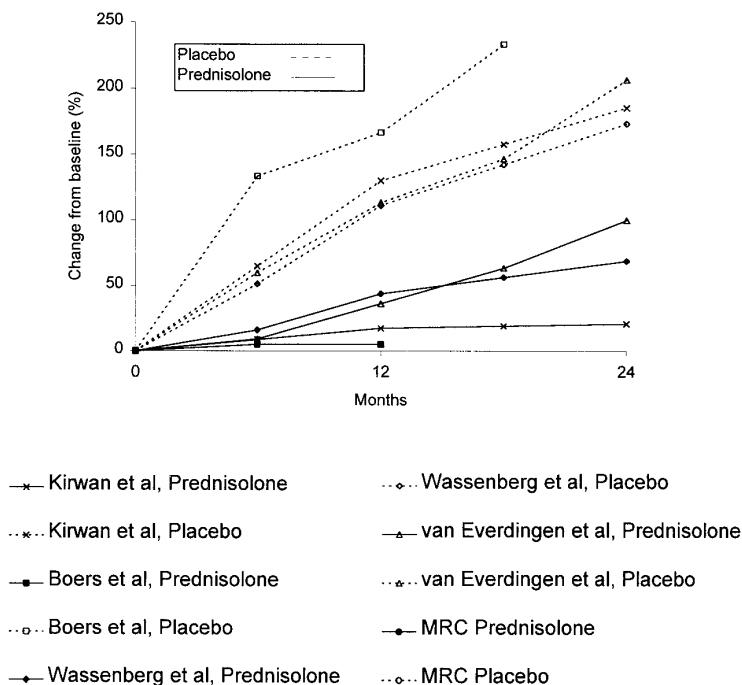 250
Placebo
Prednisolone
200
150
100
50
0
Change from baseline (%)
0
12
24
Months
Kirwan et al, Prednisolone
Kirwan et al, Placebo
Boers et al, Prednisolone
Boers et al, Placebo
Wassenberg et al, Prednisolone
Wassenberg et al, Placebo
van Everdingen et al, Prednisolone
van Everdingen et al, Placebo
MRC Prednisolone
MRC Placebo